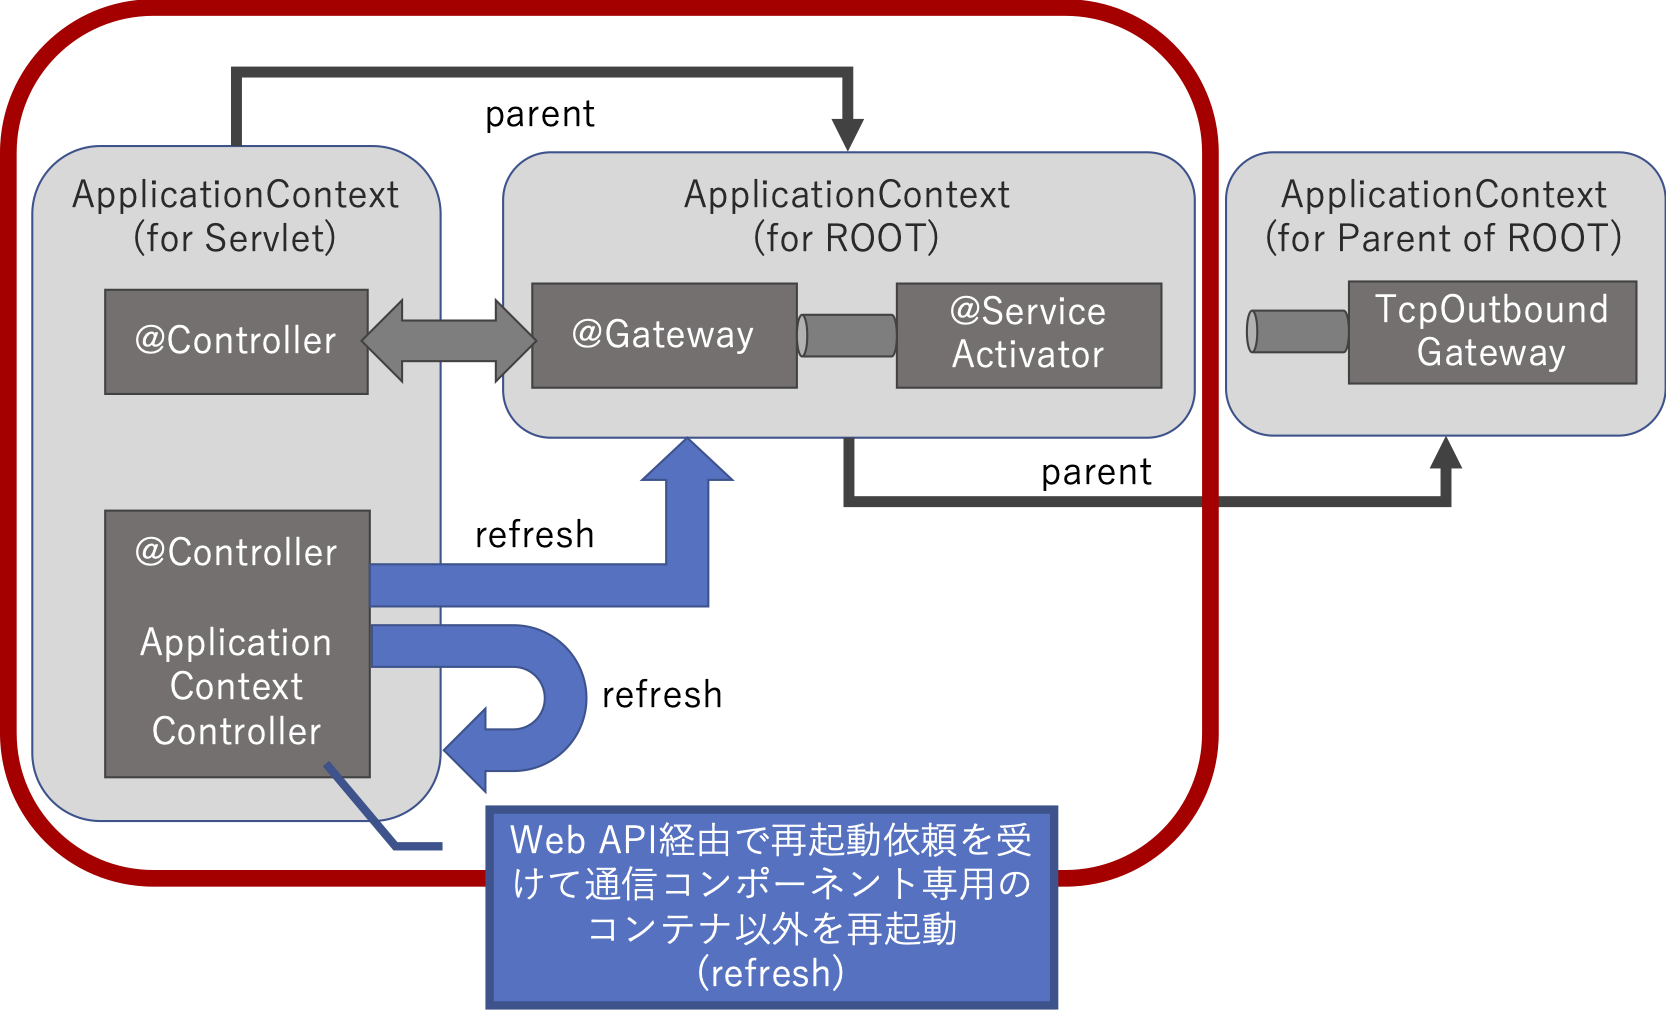 parent
ApplicationContext
(for Servlet)
ApplicationContext
(for ROOT)
ApplicationContext
(for Parent of ROOT)
@Controller
@Gateway
@Service
Activator
TcpOutbound
Gateway
parent
refresh
@Controller
Application
Context
Controller
refresh
Web API経由で再起動依頼を受
けて通信コンポーネント専用の
コンテナ以外を再起動
(refresh)